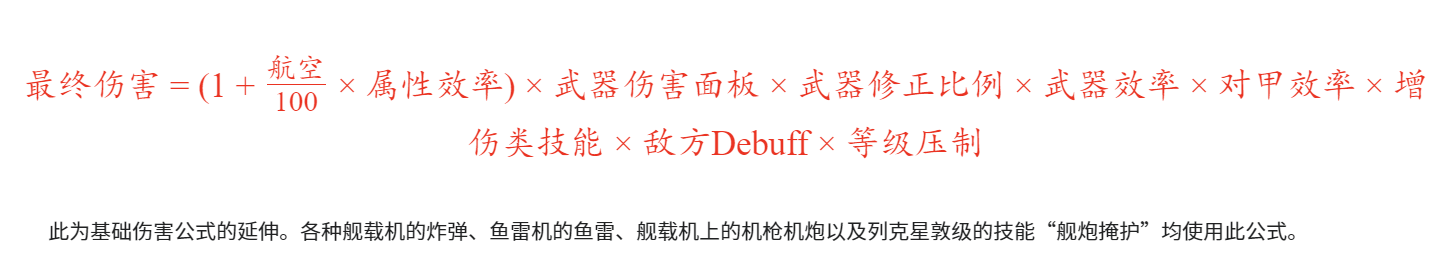 最终伤害 = (1 + 航空/100 × 属性效率) × 武器伤害面板 × 武器修正比例 × 武器效率 × 对甲效率 × 增
伤类技能 × 敌方Debuff × 等级压制
此为基础伤害公式的延伸。各种舰载机的炸弹、鱼雷机的鱼雷、舰载机上的机枪机炮以及列克星敦级的技能“舰炮掩护”均使用此公式。